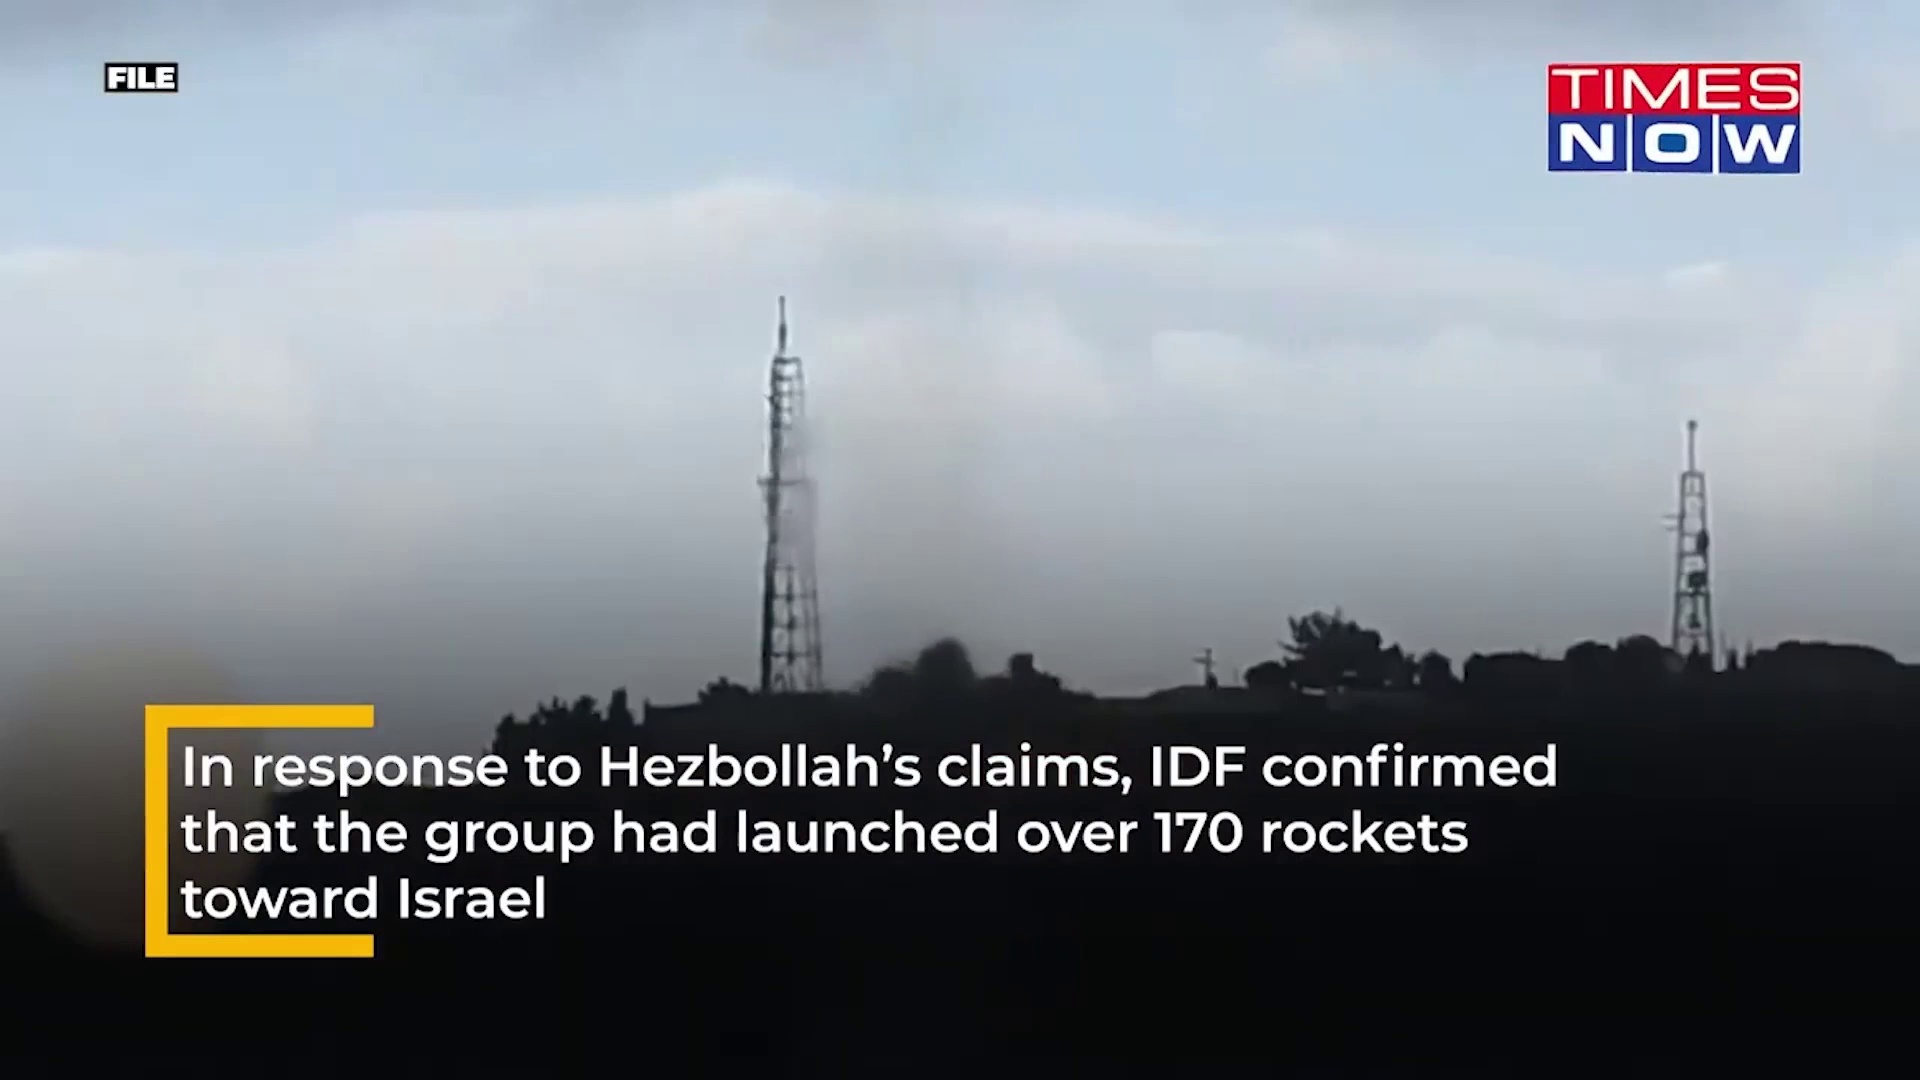 FILE
TIMES
NOW
In response to Hezbollah’s claims, IDF confirmed
that the group had launched over 170 rockets
toward Israel